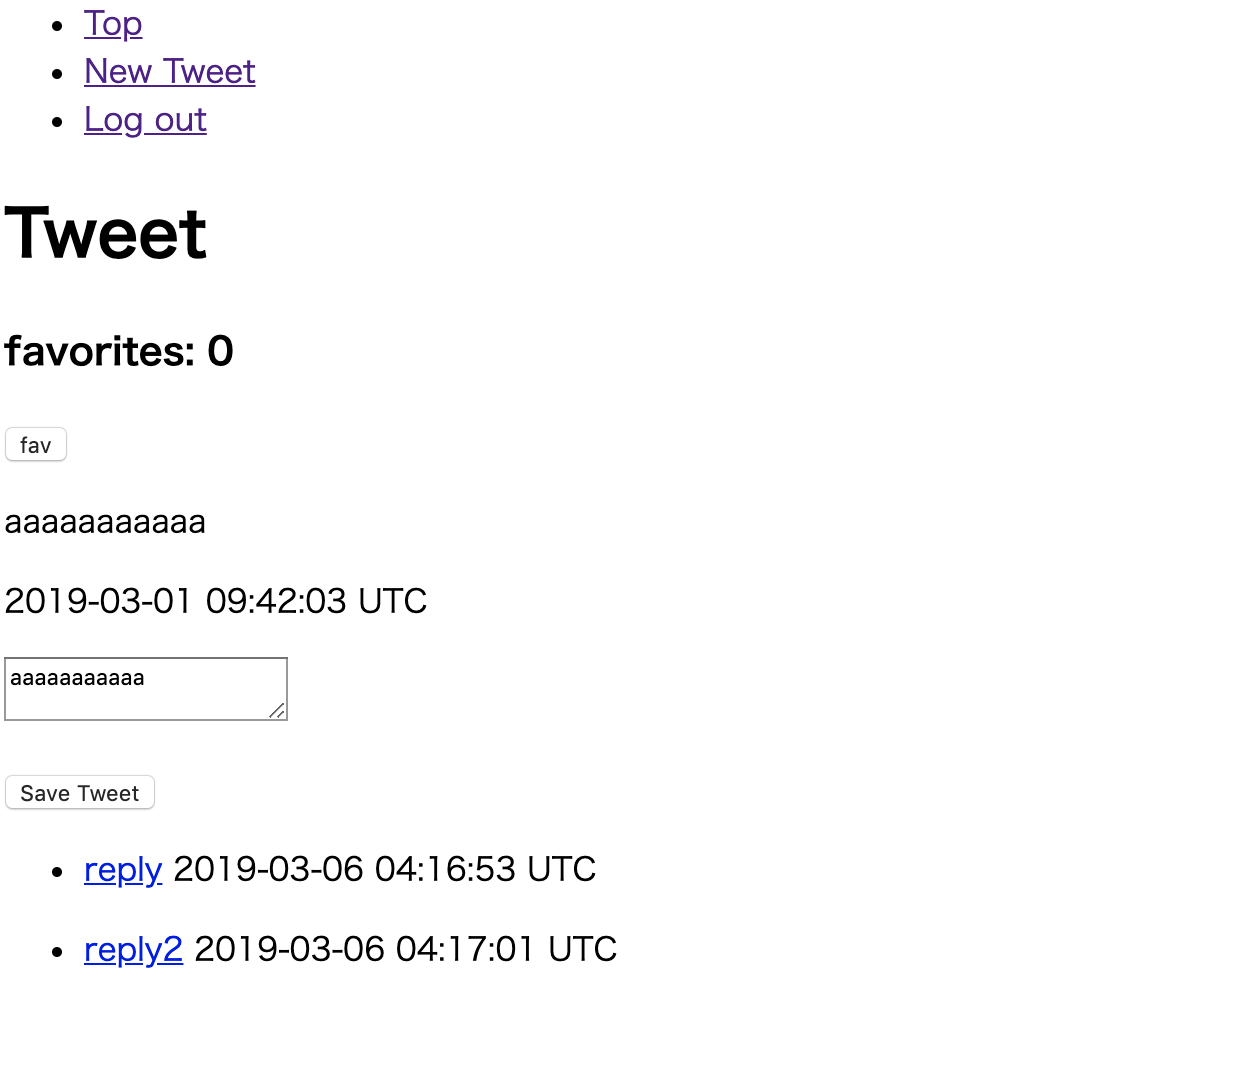 Top
New Tweet
Log out
Tweet
favorites: 0
fav
aaaaaaaaaaa
2019-03-01 09:42:03 UTC
aaaaaaaaaaa
Save Tweet
reply 2019-03-06 04:16:53 UTC
reply2 2019-03-06 04:17:01 UTC